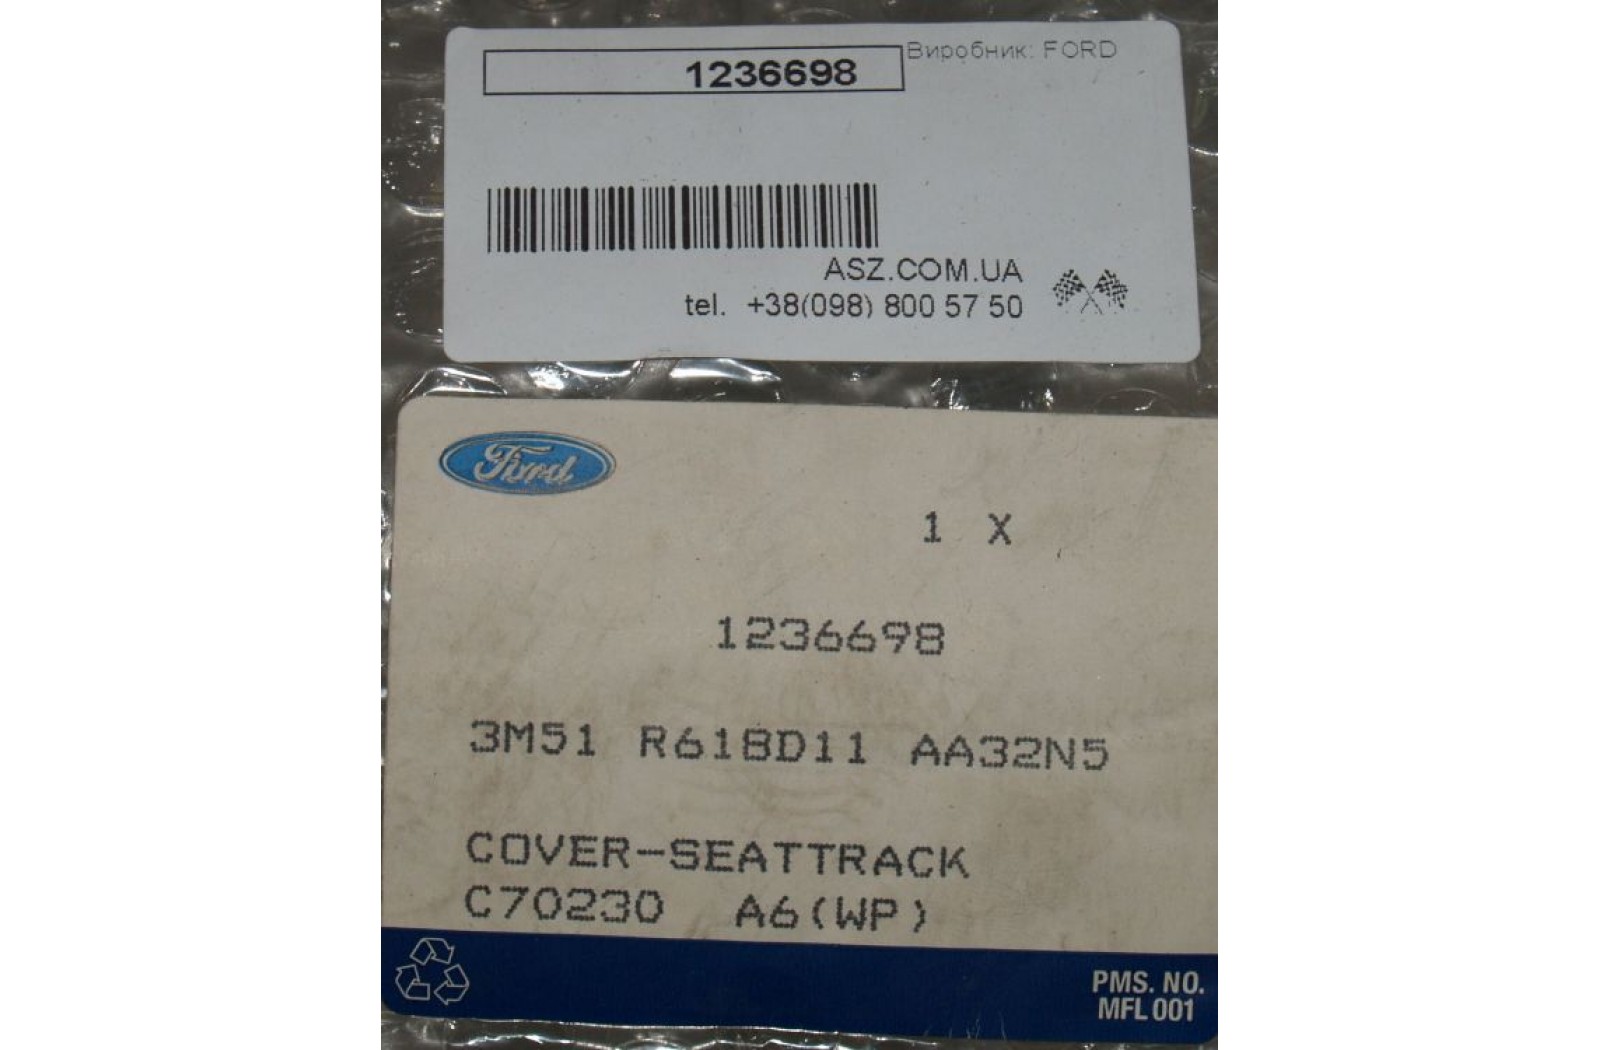 1236698
Виробник: FORD
ASZ.COM.UA
tel. +38(098) 800 57 50
Ford
1 X
1236698
3M51 R618D11 AA32N5
COVER-SEATTRACK
C70230 A6(WP)
PMS. NO.
MFL 001